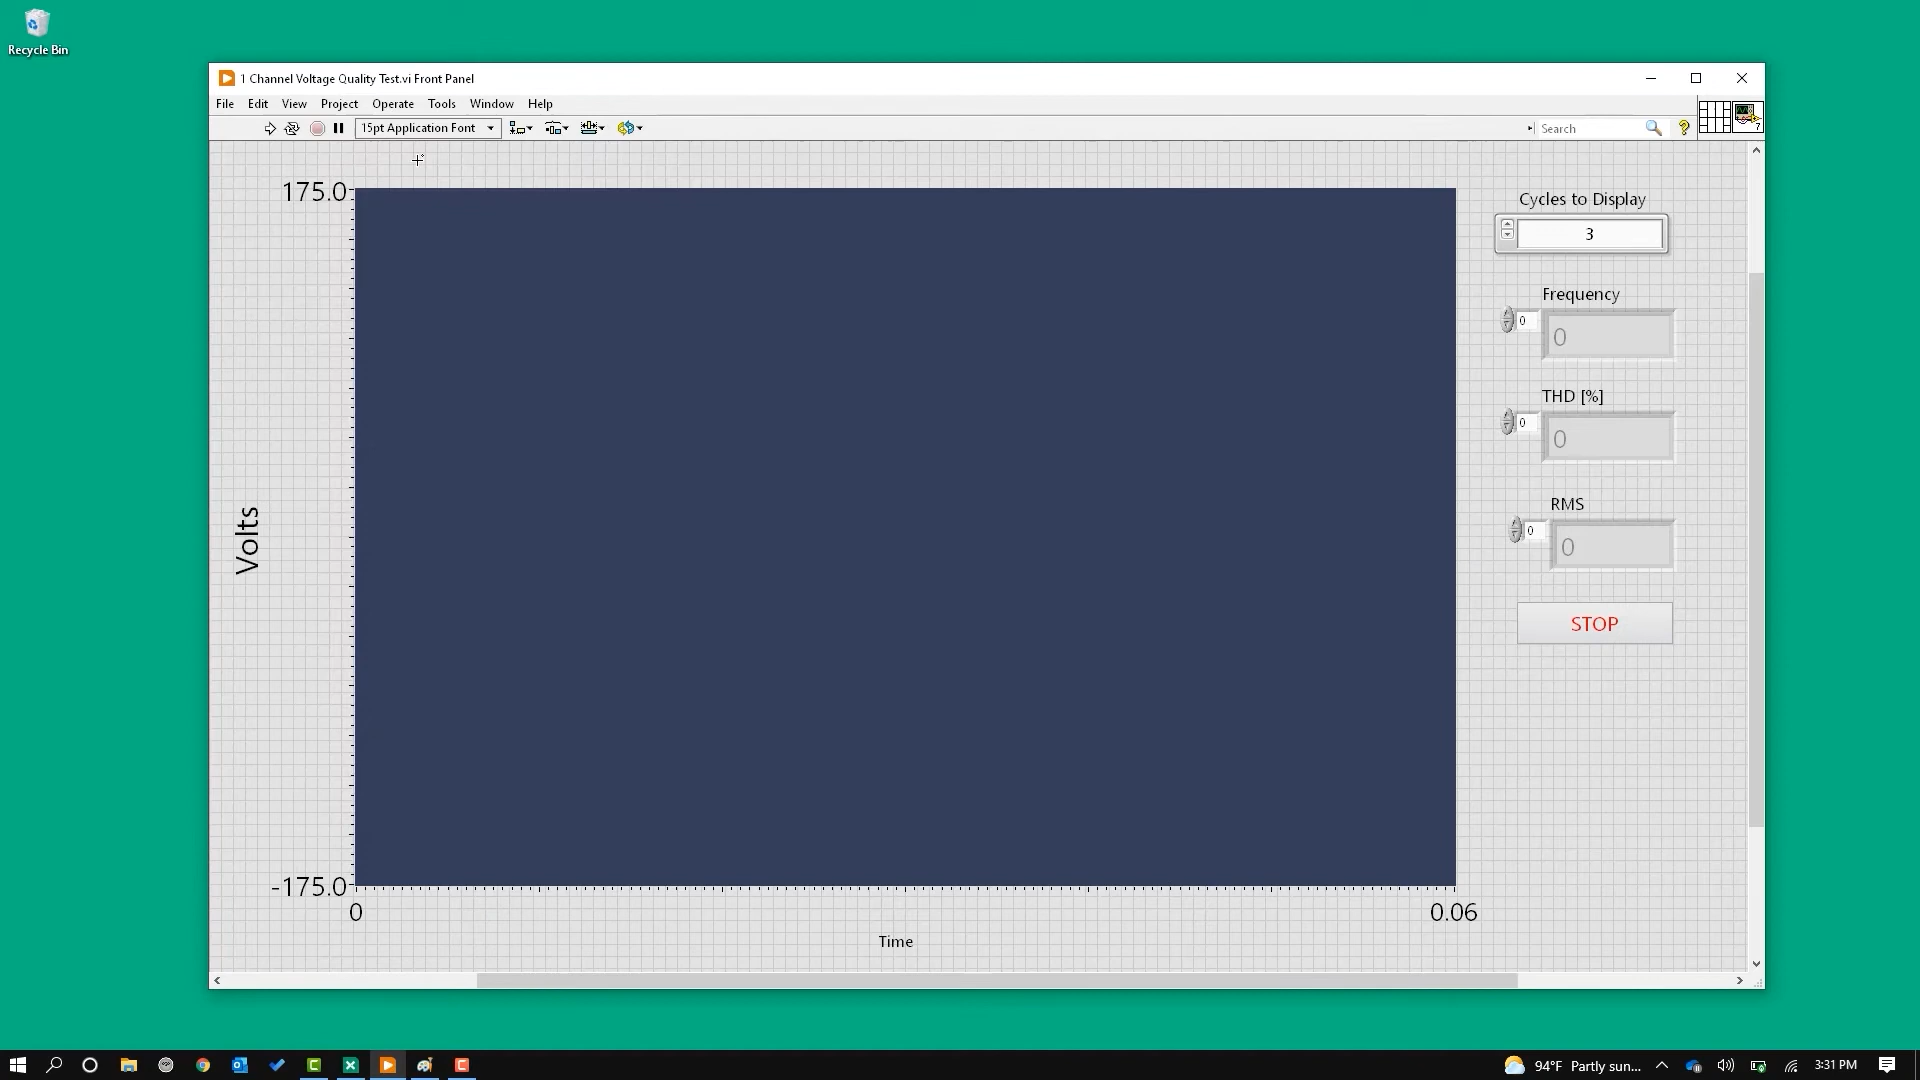 Recycle Bin
1 Channel Voltage Quality Test.vi Front Panel
File Edit View Project Operate Tools Window Help
15pt Application Font
Search
?
7
175.0
Volts
-175.0
0
0.06
Time
Cycles to Display
3
Frequency
0
0
THD [%]
0
0
RMS
0
0
STOP
94°F Partly sun...
3:31 PM